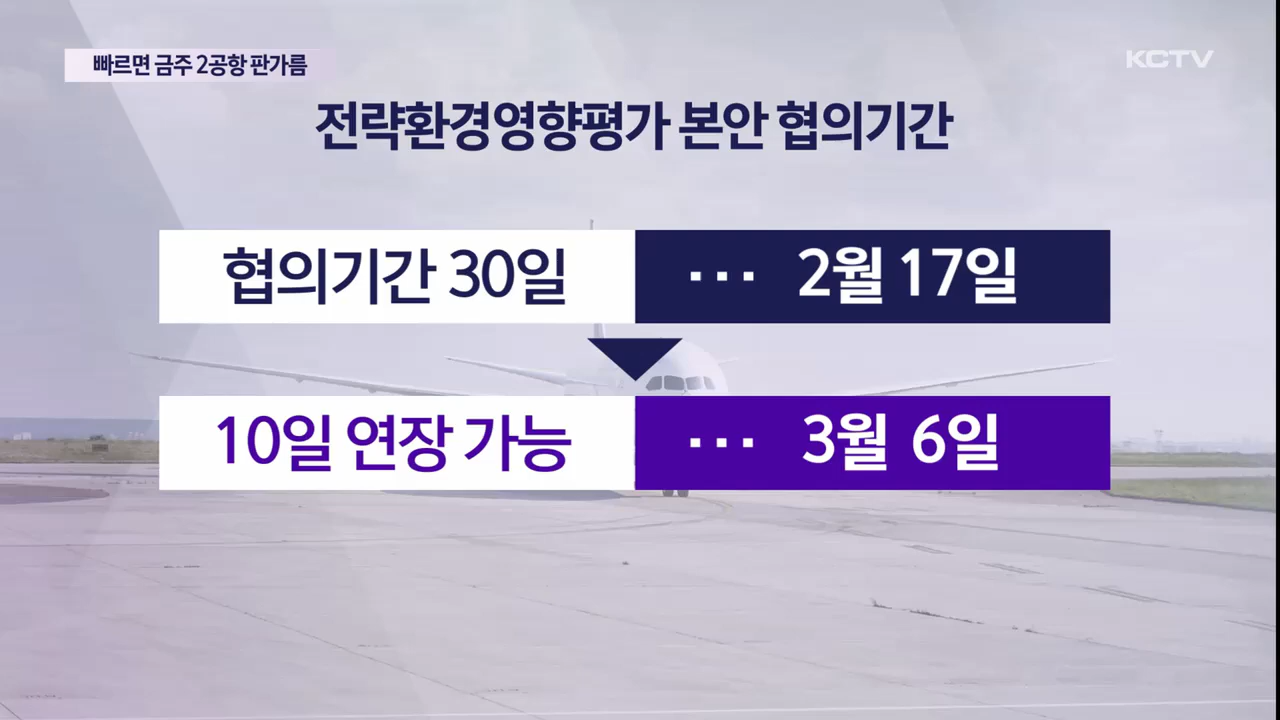 빠르면 금주 2공항 판가름
KCTV
전략환경영향평가 본안 협의기간
협의기간 30일 ··· 2월 17일
10일 연장 가능 ··· 3월 6일